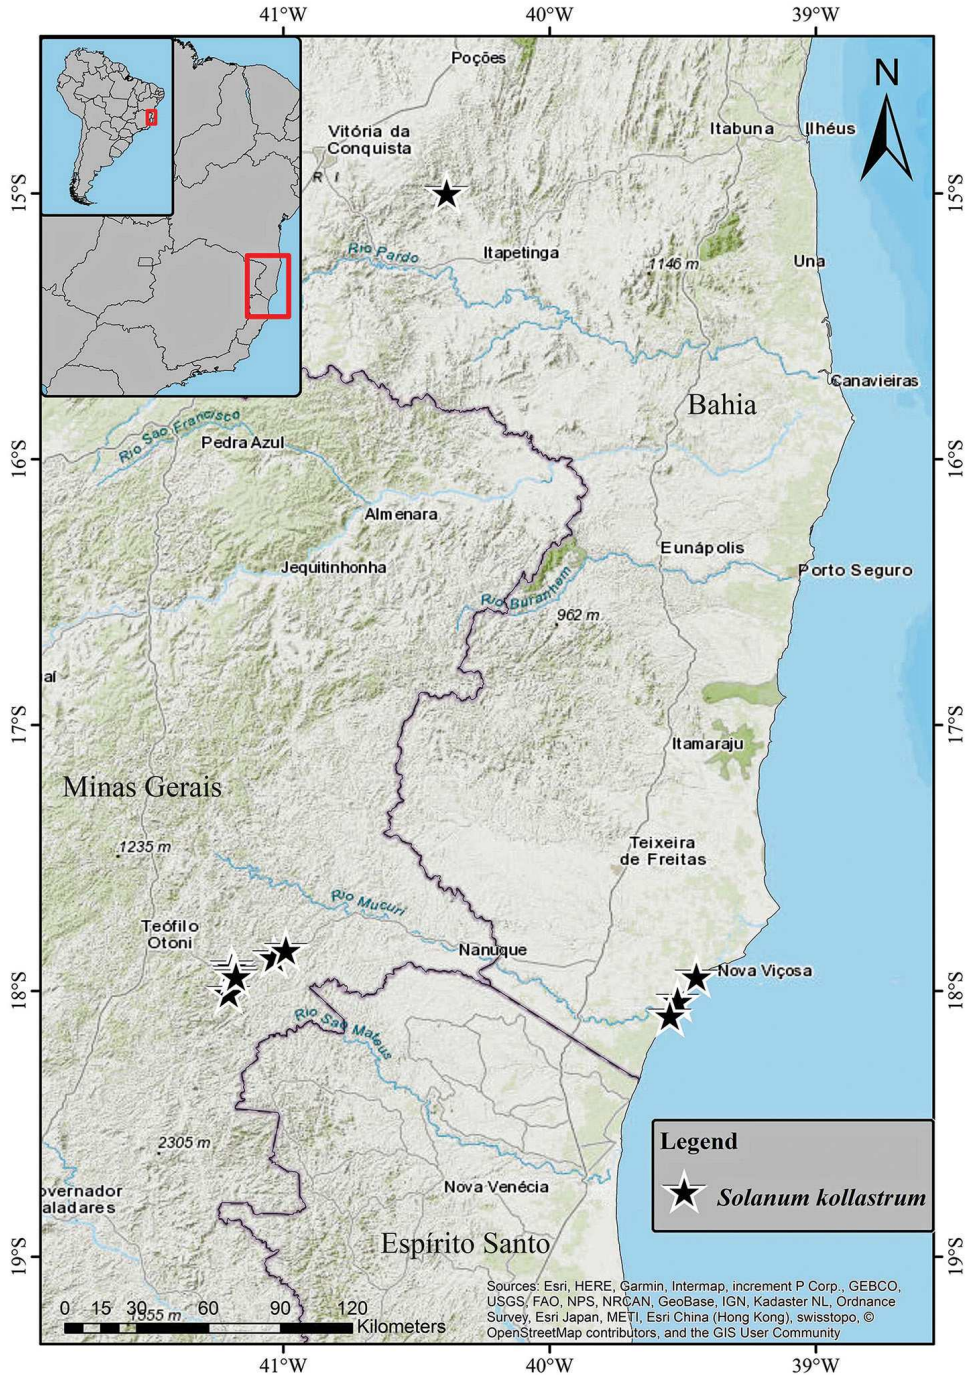 41°W 40°W 39°W
Poções
N
Itabuna
Ilhéus
Vitória da
Conquista
R Í
15°S
15°S
Rio Pardo
Itapetinga
1146 m
Una
Canavieiras
Bahia
Rio Sao Francisco
Pedra Azul
16°S
16°S
Almenara
Jequitinhonha
Eunápolis
Porto Seguro
Rio Buranhem
962 m
aí
17°S
17°S
Itamaraju
Minas Gerais
1235 m
Teixeira
de Freitas
Rio Mucuri
Teófilo
Otoni
Nanuque
Nova Viçosa
18°S
18°S
Rio Sao Mateus
2305 m
Legend
Solanum kollastrum
overnador
aladares
Nova Venécia
Espírito Santo
19°S
19°S
Sources: Esri, HERE, Garmin, Intermap, increment P Corp., GEBCO,
USGS, FAO, NPS, NRCAN, GeoBase, IGN, Kadaster NL, Ordnance
Survey, Esri Japan, METI, Esri China (Hong Kong), swisstopo, ©
OpenStreetMap contributors, and the GIS User Community
0 15 30 60 90 120
Kilometers
41°W 40°W 39°W